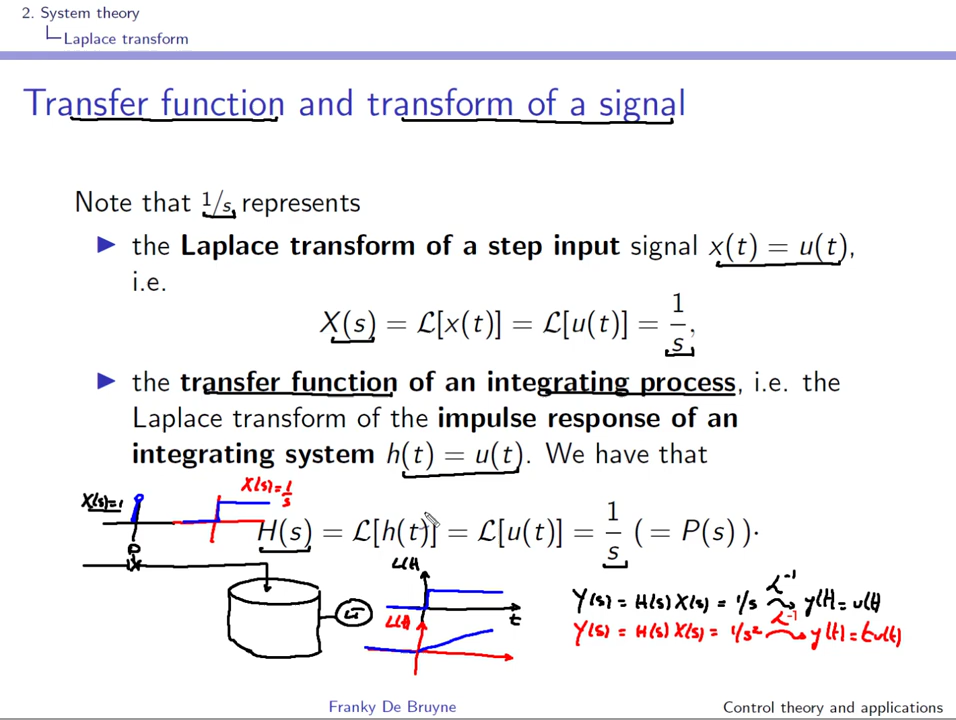 2. System theory
Laplace transform
Transfer function and transform of a signal
Note that 1/s represents
▶ the Laplace transform of a step input signal x(t) = u(t),
i.e.
X(s) = ℒ[x(t)] = ℒ[u(t)] = 1/s,
▶ the transfer function of an integrating process, i.e. the
Laplace transform of the impulse response of an
integrating system h(t) = u(t). We have that
X(s)=1
X(s)=1/s
H(s) = ℒ[h(t)] = ℒ[u(t)] = 1/s ( = P(s) )·
t
Y(s) = H(s) X(s) = 1/s ℒ⁻¹ y(t) = u(t)
Y(s) = H(s) X(s) = 1/s² ℒ⁻¹ y(t) = tu(t)
Franky De Bruyne
Control theory and applications